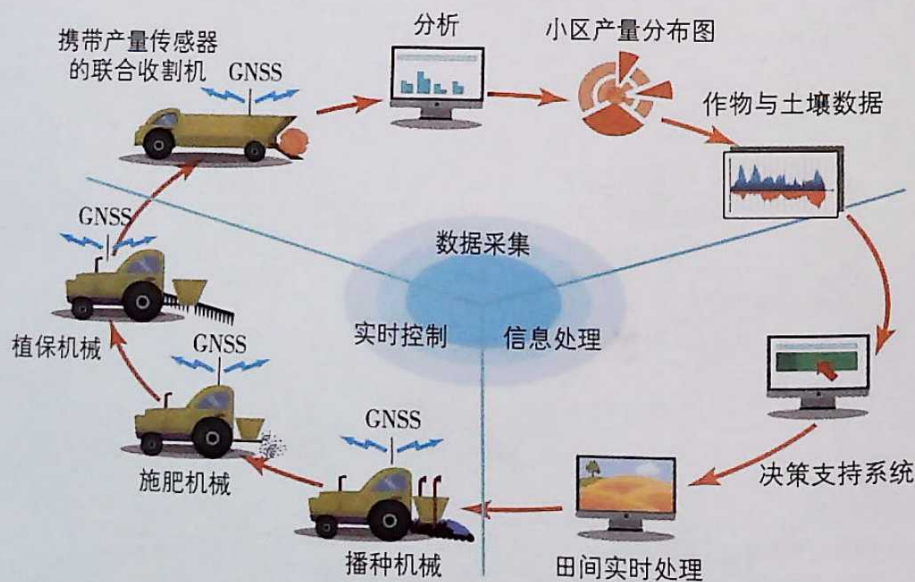 携带产量传感器
的联合收割机
GNSS
分析
小区产量分布图
作物与土壤数据
GNSS
数据采集
实时控制
信息处理
植保机械
GNSS
GNSS
施肥机械
决策支持系统
播种机械
田间实时处理